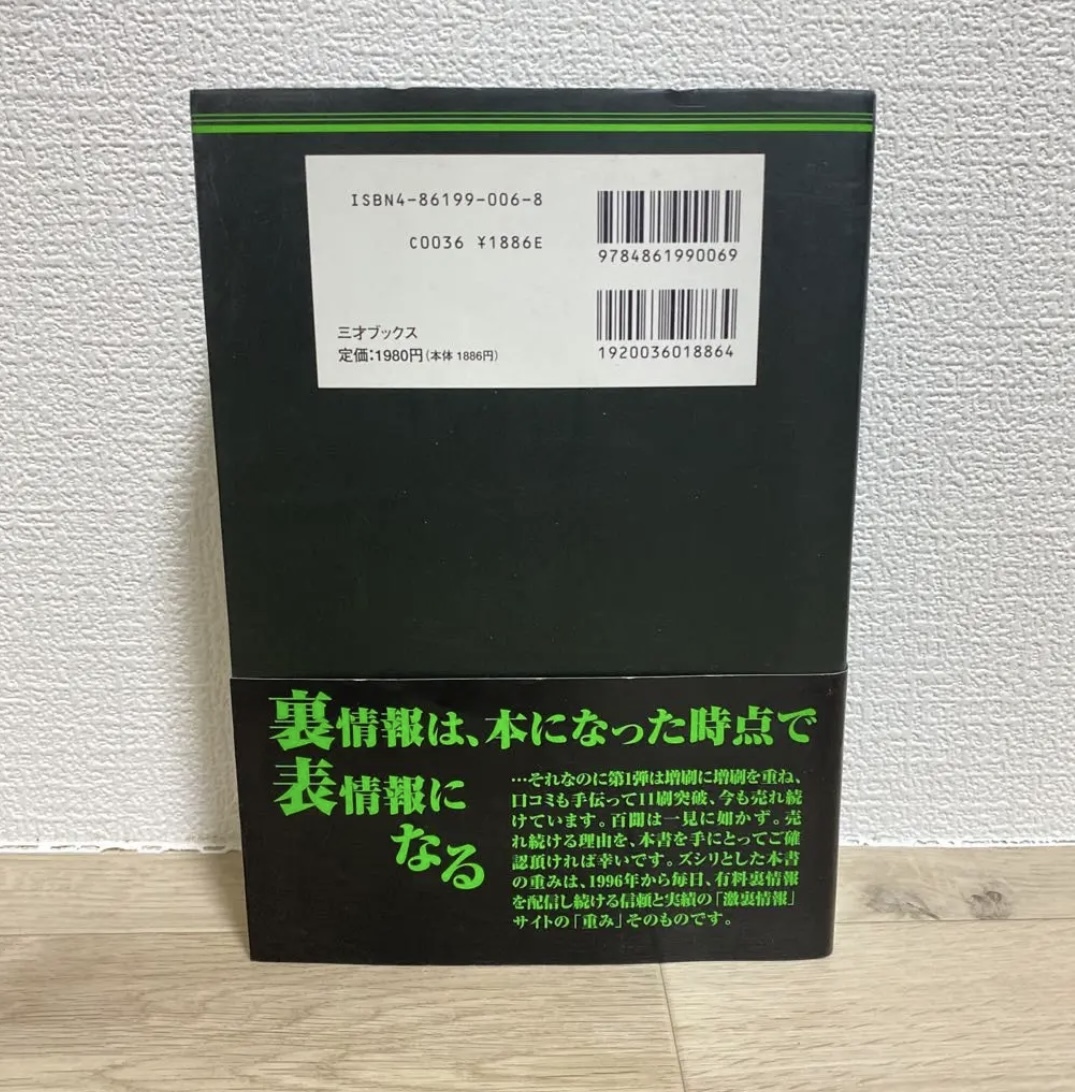 ISBN4-86199-006-8
C0036 ¥1886E
9784861990069
1920036018864
三才ブックス
定価:1980円(本体 1886円)
裏情報は、本になった時点で
表情報に
なる
…それなのに第1弾は増刷に増刷を重ね、
口コミも手伝って11刷突破、今も売れ続
けています。百聞は一見に如かず。売
れ続ける理由を、本書を手にとってご確
認頂ければ幸いです。ズシリとした本書
の重みは、1996年から毎日、有料裏情報
を配信し続ける信頼と実績の「激裏情報」
サイトの「重み」そのものです。